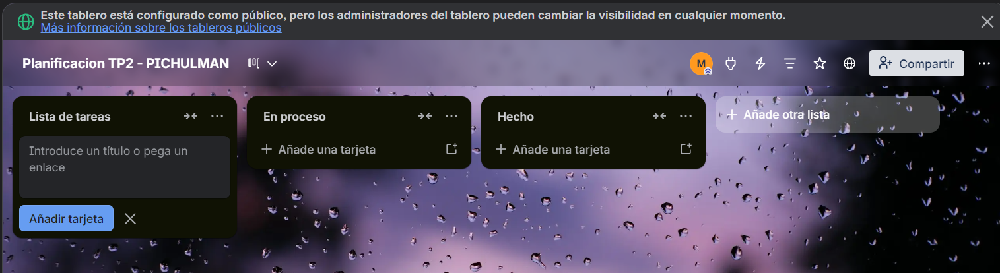 Este tablero está configurado como público, pero los administradores del tablero pueden cambiar la visibilidad en cualquier momento.
Más información sobre los tableros públicos
Planificacion TP2 - PICHULMAN
M
Compartir
Lista de tareas
En proceso
Hecho
Añade otra lista
Introduce un título o pega un
enlace
Añade una tarjeta
Añade una tarjeta
Añadir tarjeta